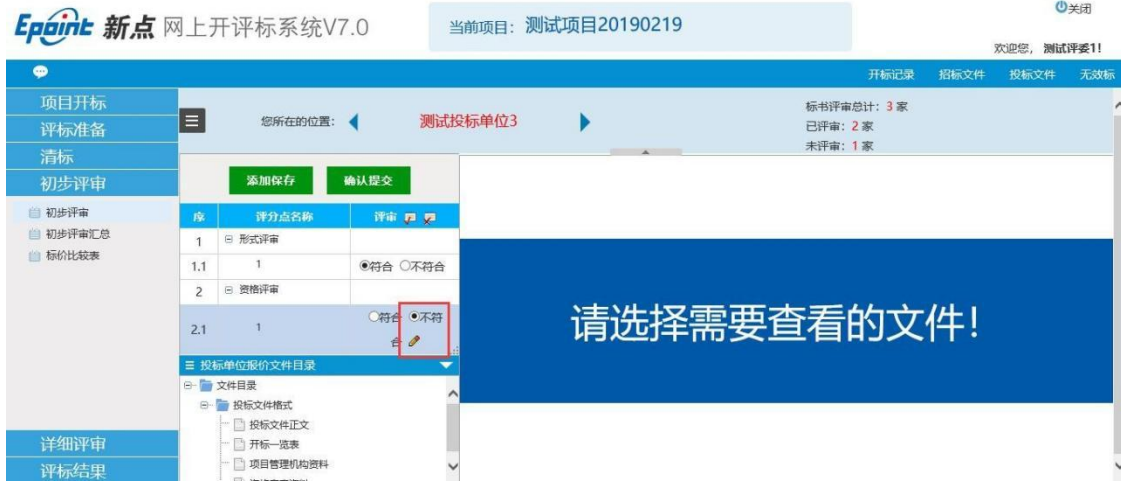 Epoint 新点 网上开评标系统V7.0
当前项目：测试项目20190219
关闭
欢迎您，测试评委1!
开标记录 招标文件 投标文件 无效标
项目开标
评标准备
清标
初步评审
初步评审
初步评审汇总
标价比较表
详细评审
评标结果
您所在的位置： 测试投标单位3
标书评审总计：3 家
已评审：2 家
未评审：1 家
添加保存 确认提交
序 评分点名称 评审
1 形式评审
1.1 1 符合 不符合
2 资格评审
2.1 1 符合 不符
合
投标单位报价文件目录
文件目录
投标文件格式
投标文件正文
开标一览表
项目管理机构资料
请选择需要查看的文件！